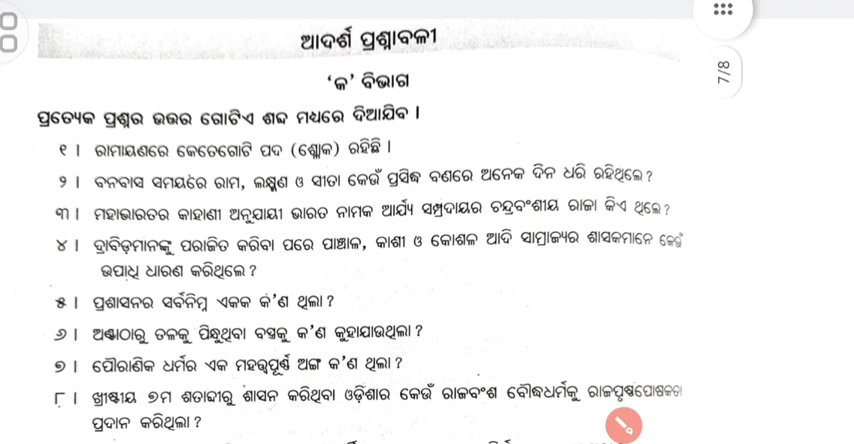 ଆଦର୍ଶ ପ୍ରଶ୍ନାବଳୀ
7/8
‘କ’ ବିଭାଗ
ପ୍ରତ୍ୟେକ ପ୍ରଶ୍ନର ଉତ୍ତର ଗୋଟିଏ ଶବ୍ଦ ମଧ୍ୟରେ ଦିଆଯିବ ।
୧ । ରାମାୟଣରେ କେତେଗୋଟି ପଦ (ଶ୍ଳୋକ) ରହିଛି ।
୨ । ବନବାସ ସମୟରେ ରାମ, ଲକ୍ଷ୍ମଣ ଓ ସୀତା କେଉଁ ପ୍ରସିଦ୍ଧ ବଣରେ ଅନେକ ଦିନ ଧରି ରହିଥିଲେ ?
୩ । ମହାଭାରତର କାହାଣୀ ଅନୁଯାୟୀ ଭାରତ ନାମକ ଆର୍ଯ୍ୟ ସମ୍ପ୍ରଦାୟର ଚନ୍ଦ୍ରବଂଶୀୟ ରାଜା କିଏ ଥିଲେ ?
୪ । ଦ୍ରାବିଡ଼ମାନଙ୍କୁ ପରାଜିତ କରିବା ପରେ ପାଞ୍ଚାଳ, କାଶୀ ଓ କୋଶଳ ଆଦି ସାମ୍ରାଜ୍ୟର ଶାସକମାନେ କେଉଁ
ଉପାଧି ଧାରଣ କରିଥିଲେ ?
୫ । ପ୍ରଶାସନର ସର୍ବନିମ୍ନ ଏକକ କ’ଣ ଥିଲା ?
୬ । ଅଣ୍ଟାଠାରୁ ତଳକୁ ପିନ୍ଧୁଥିବା ବସ୍ତ୍ରକୁ କ’ଣ କୁହାଯାଉଥିଲା ?
୭ । ପୌରାଣିକ ଧର୍ମର ଏକ ମହତ୍ତ୍ୱପୂର୍ଣ୍ଣ ଅଙ୍ଗ କ’ଣ ଥିଲା ?
୮ । ଖ୍ରୀଷ୍ଟୀୟ ୭ମ ଶତାବ୍ଦୀରୁ ଶାସନ କରିଥିବା ଓଡ଼ିଶାର କେଉଁ ରାଜବଂଶ ବୌଦ୍ଧଧର୍ମକୁ ରାଜପୃଷ୍ଠପୋଷକତା
ପ୍ରଦାନ କରିଥିଲା ?